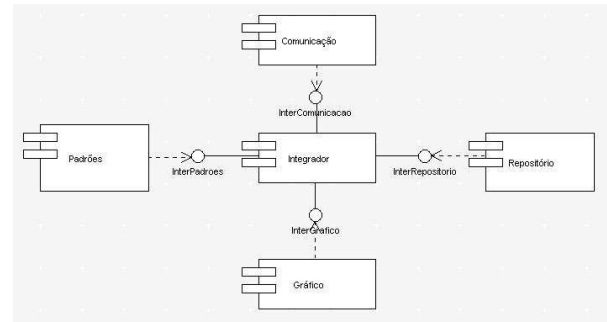 Comunicação
InterComunicacao
Padrões
InterPadroes
Integrador
InterRepositorio
Repositório
InterGrafico
Gráfico